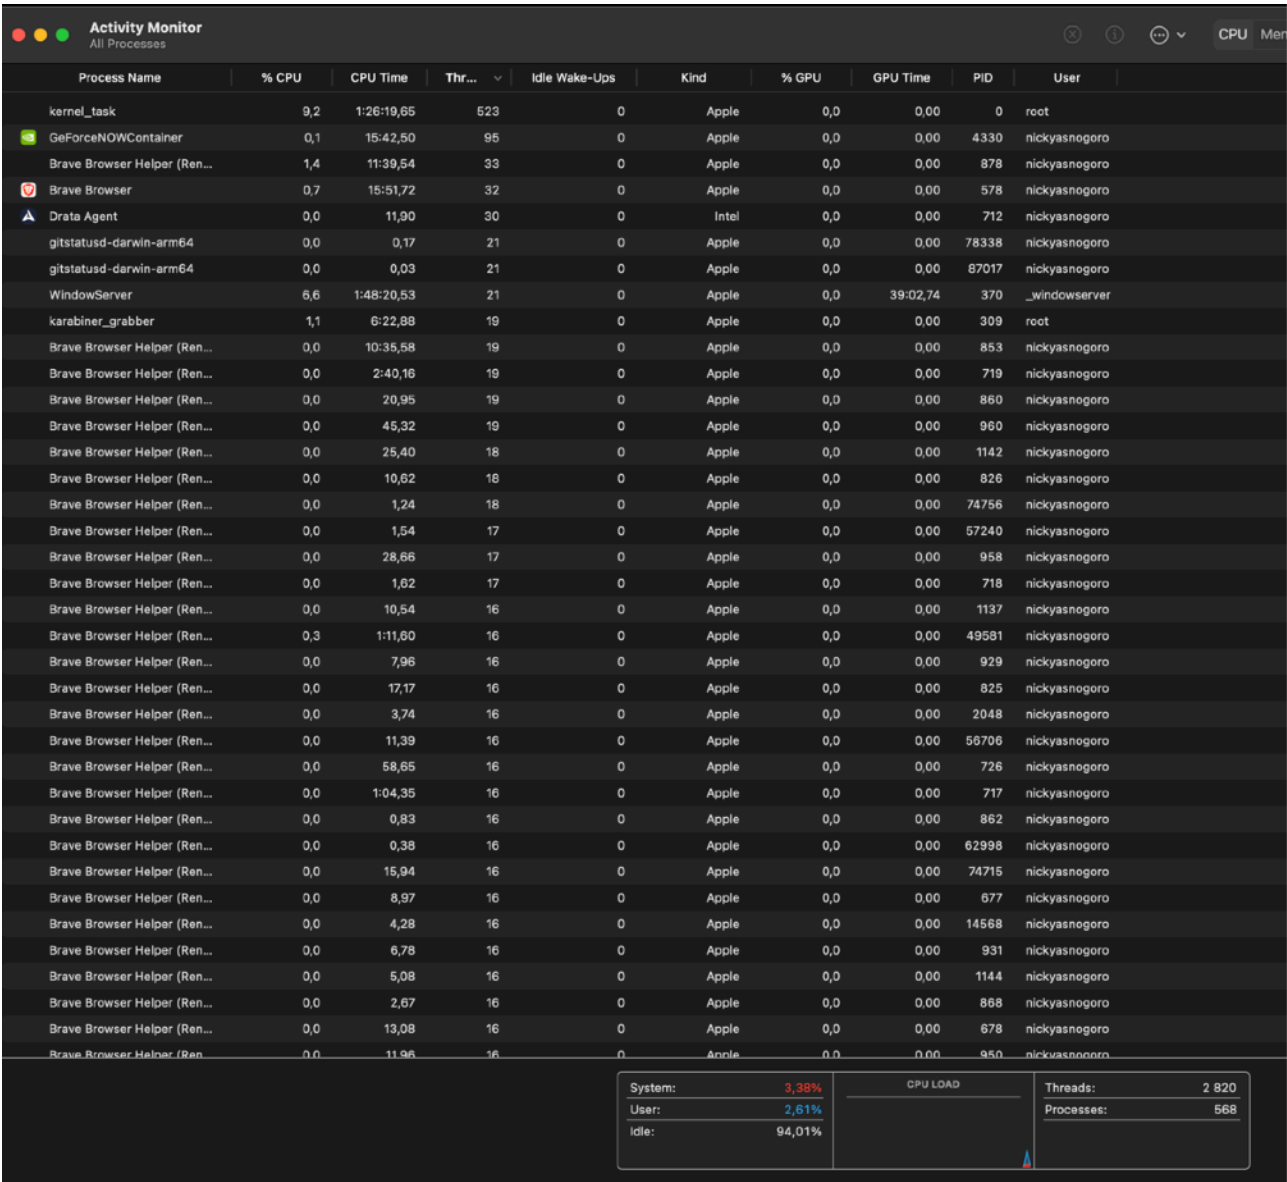 Activity Monitor
All Processes
CPU Men
Process Name % CPU CPU Time Thr... Idle Wake-Ups Kind % GPU GPU Time PID User
kernel_task 9,2 1:26:19,65 523 0 Apple 0,0 0,00 0 root
GeForceNOWContainer 0,1 15:42,50 95 0 Apple 0,0 0,00 4330 nickyasnogoro
Brave Browser Helper (Ren... 1,4 11:39,54 33 0 Apple 0,0 0,00 878 nickyasnogoro
Brave Browser 0,7 15:51,72 32 0 Apple 0,0 0,00 578 nickyasnogoro
Drata Agent 0,0 11,90 30 0 Intel 0,0 0,00 712 nickyasnogoro
gitstatusd-darwin-arm64 0,0 0,17 21 0 Apple 0,0 0,00 78338 nickyasnogoro
gitstatusd-darwin-arm64 0,0 0,03 21 0 Apple 0,0 0,00 87017 nickyasnogoro
WindowServer 6,6 1:48:20,53 21 0 Apple 0,0 39:02,74 370 _windowserver
karabiner_grabber 1,1 6:22,88 19 0 Apple 0,0 0,00 309 root
Brave Browser Helper (Ren... 0,0 10:35,58 19 0 Apple 0,0 0,00 853 nickyasnogoro
Brave Browser Helper (Ren... 0,0 2:40,16 19 0 Apple 0,0 0,00 719 nickyasnogoro
Brave Browser Helper (Ren... 0,0 20,95 19 0 Apple 0,0 0,00 860 nickyasnogoro
Brave Browser Helper (Ren... 0,0 45,32 19 0 Apple 0,0 0,00 960 nickyasnogoro
Brave Browser Helper (Ren... 0,0 25,40 18 0 Apple 0,0 0,00 1142 nickyasnogoro
Brave Browser Helper (Ren... 0,0 10,62 18 0 Apple 0,0 0,00 826 nickyasnogoro
Brave Browser Helper (Ren... 0,0 1,24 18 0 Apple 0,0 0,00 74756 nickyasnogoro
Brave Browser Helper (Ren... 0,0 1,54 17 0 Apple 0,0 0,00 57240 nickyasnogoro
Brave Browser Helper (Ren... 0,0 28,66 17 0 Apple 0,0 0,00 958 nickyasnogoro
Brave Browser Helper (Ren... 0,0 1,62 17 0 Apple 0,0 0,00 718 nickyasnogoro
Brave Browser Helper (Ren... 0,0 10,54 16 0 Apple 0,0 0,00 1137 nickyasnogoro
Brave Browser Helper (Ren... 0,3 1:11,60 16 0 Apple 0,0 0,00 49581 nickyasnogoro
Brave Browser Helper (Ren... 0,0 7,96 16 0 Apple 0,0 0,00 929 nickyasnogoro
Brave Browser Helper (Ren... 0,0 17,17 16 0 Apple 0,0 0,00 825 nickyasnogoro
Brave Browser Helper (Ren... 0,0 3,74 16 0 Apple 0,0 0,00 2048 nickyasnogoro
Brave Browser Helper (Ren... 0,0 11,39 16 0 Apple 0,0 0,00 56706 nickyasnogoro
Brave Browser Helper (Ren... 0,0 58,65 16 0 Apple 0,0 0,00 726 nickyasnogoro
Brave Browser Helper (Ren... 0,0 1:04,35 16 0 Apple 0,0 0,00 717 nickyasnogoro
Brave Browser Helper (Ren... 0,0 0,83 16 0 Apple 0,0 0,00 862 nickyasnogoro
Brave Browser Helper (Ren... 0,0 0,38 16 0 Apple 0,0 0,00 62998 nickyasnogoro
Brave Browser Helper (Ren... 0,0 15,94 16 0 Apple 0,0 0,00 74715 nickyasnogoro
Brave Browser Helper (Ren... 0,0 8,97 16 0 Apple 0,0 0,00 677 nickyasnogoro
Brave Browser Helper (Ren... 0,0 4,28 16 0 Apple 0,0 0,00 14568 nickyasnogoro
Brave Browser Helper (Ren... 0,0 6,78 16 0 Apple 0,0 0,00 931 nickyasnogoro
Brave Browser Helper (Ren... 0,0 5,08 16 0 Apple 0,0 0,00 1144 nickyasnogoro
Brave Browser Helper (Ren... 0,0 2,67 16 0 Apple 0,0 0,00 868 nickyasnogoro
Brave Browser Helper (Ren... 0,0 13,08 16 0 Apple 0,0 0,00 678 nickyasnogoro
Brave Browser Helper (Ren... 0,0 11,96 16 0 Apple 0,0 0,00 950 nickyasnogoro
System: 3,38% CPU LOAD Threads: 2 820
User: 2,61% Processes: 568
Idle: 94,01%